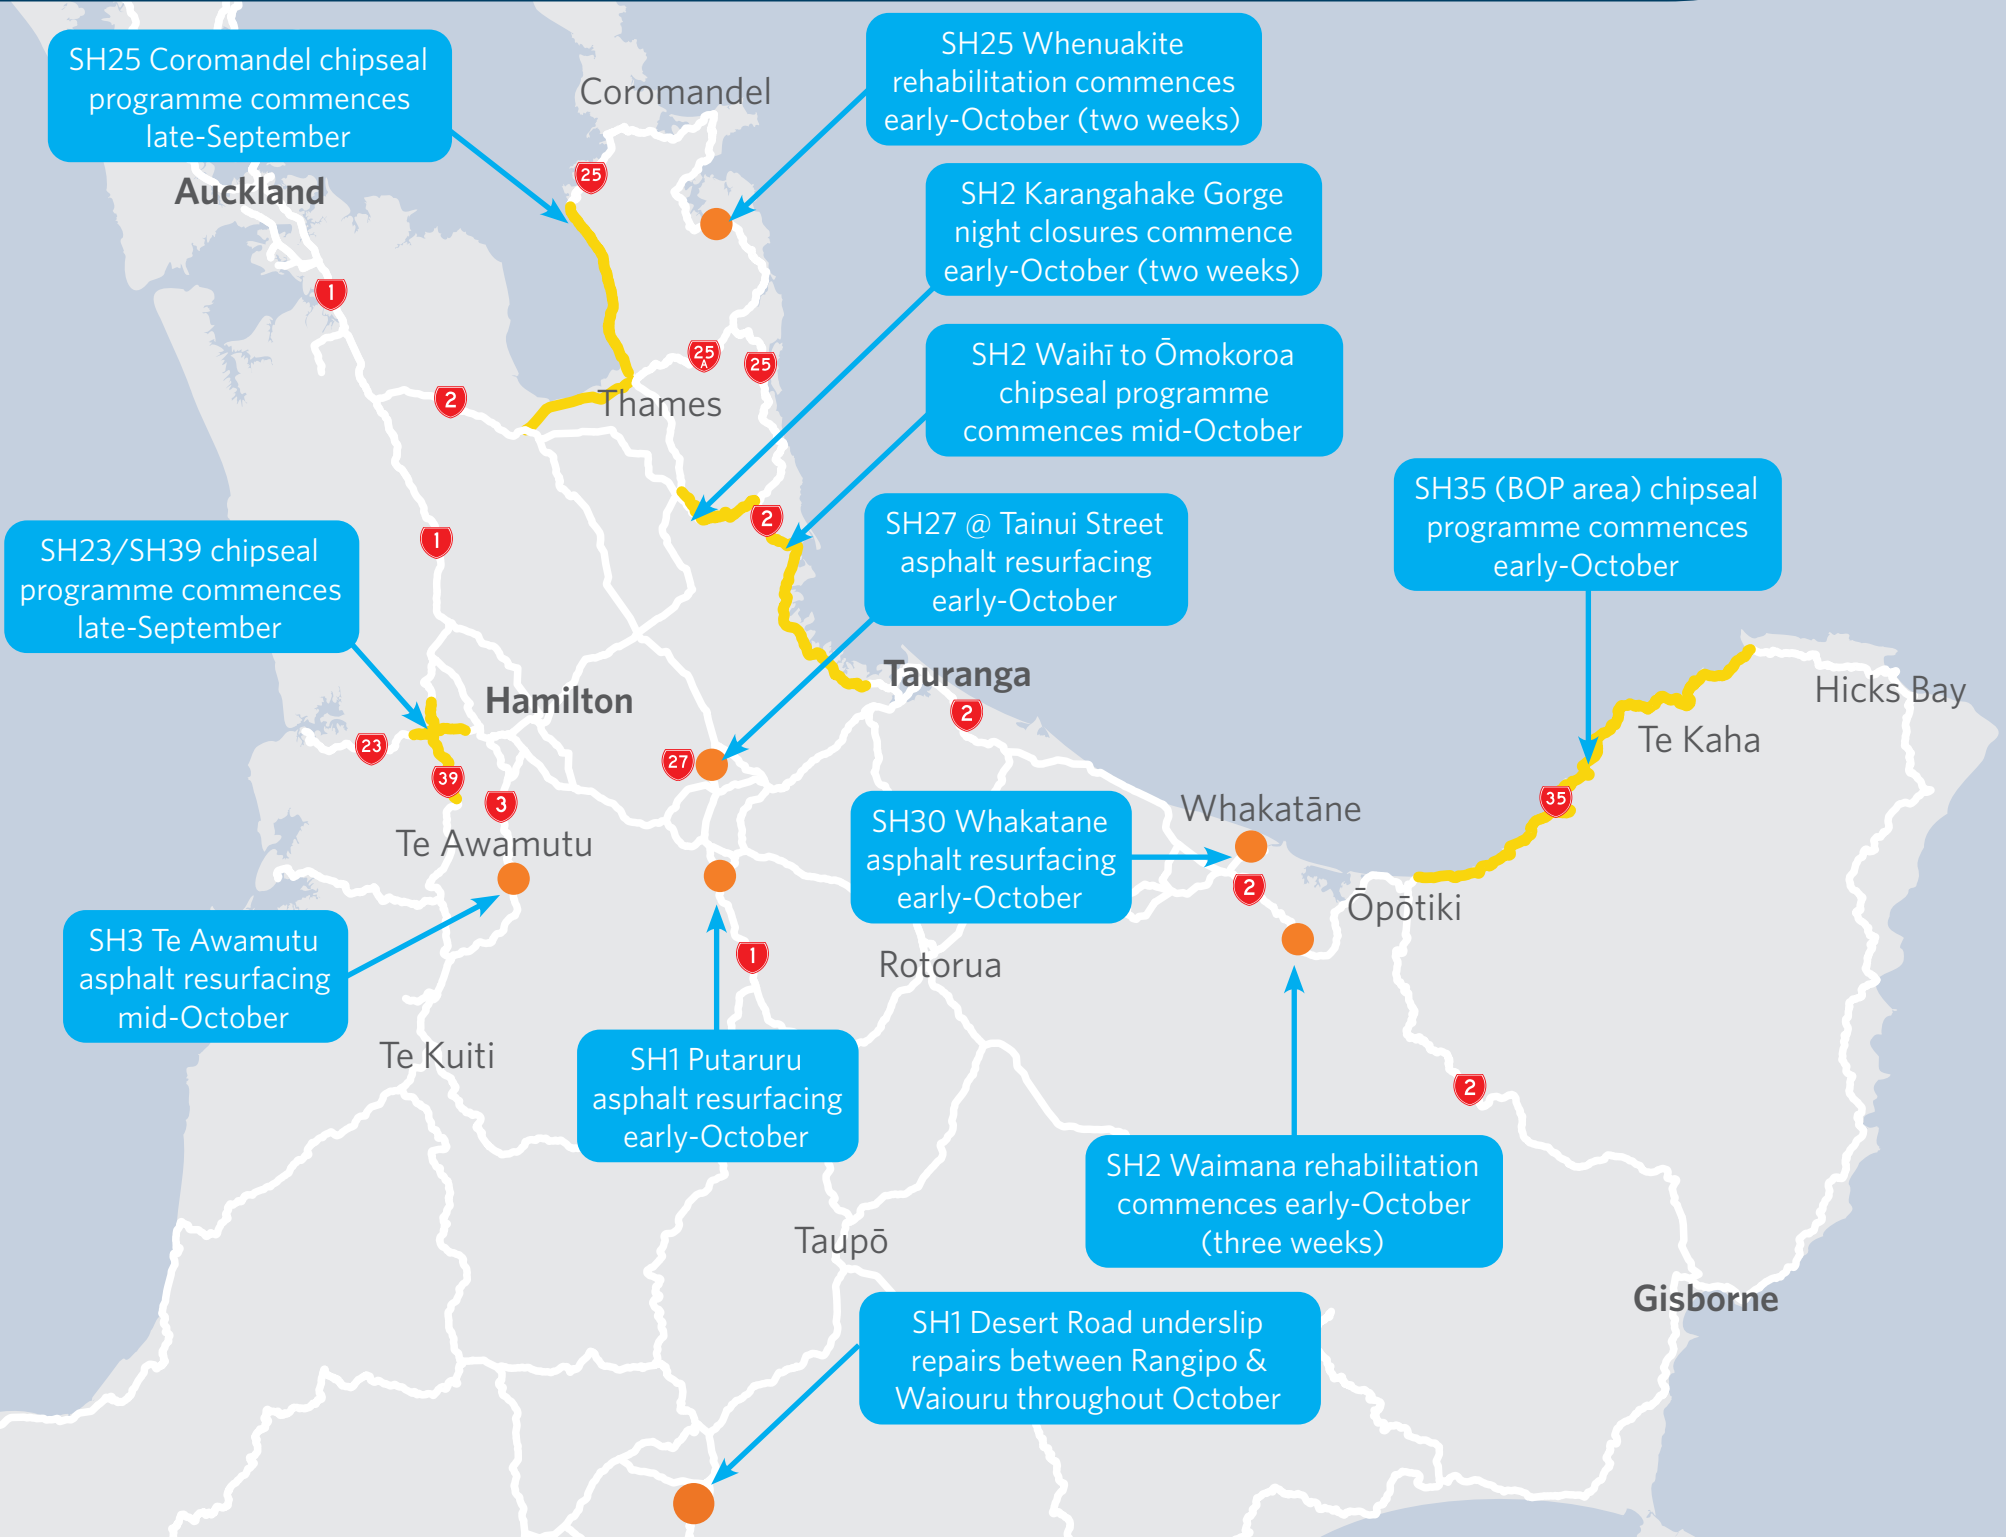 SH25 Coromandel chipseal
programme commences
late-September
SH25 Whenuakite
rehabilitation commences
early-October (two weeks)
Coromandel
25
Auckland
SH2 Karangahake Gorge
night closures commence
early-October (two weeks)
1
25
A
25
SH2 Waihī to Ōmokoroa
chipseal programme
commences mid-October
2
Thames
SH35 (BOP area) chipseal
programme commences
early-October
SH27 @ Tainui Street
asphalt resurfacing
early-October
2
1
SH23/SH39 chipseal
programme commences
late-September
Tauranga
Hamilton
Hicks Bay
2
23
27
39
3
Te Kaha
35
Whakatāne
SH30 Whakatane
asphalt resurfacing
early-October
Te Awamutu
2
Ōpōtiki
SH3 Te Awamutu
asphalt resurfacing
mid-October
1
Rotorua
Te Kuiti
SH1 Putaruru
asphalt resurfacing
early-October
2
SH2 Waimana rehabilitation
commences early-October
(three weeks)
Taupō
Gisborne
SH1 Desert Road underslip
repairs between Rangipo &
Waiouru throughout October